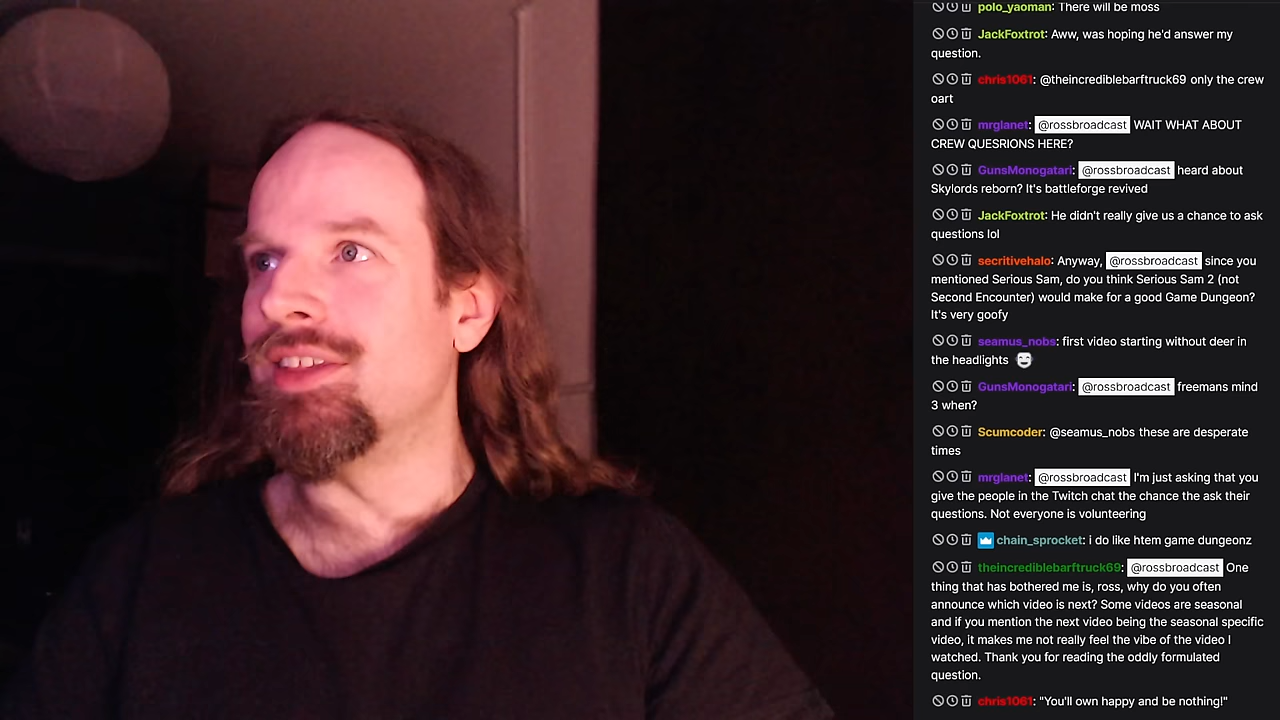 polo_yaoman: There will be moss
JackFoxtrot: Aww, was hoping he'd answer my
question.
chris1061: @theincrediblebarftruck69 only the crew
oart
mrglanet: @rossbroadcast WAIT WHAT ABOUT
CREW QUESRIONS HERE?
GunsMonogatari: @rossbroadcast heard about
Skylords reborn? It's battleforge revived
JackFoxtrot: He didn't really give us a chance to ask
questions lol
secritivehalo: Anyway, @rossbroadcast since you
mentioned Serious Sam, do you think Serious Sam 2 (not
Second Encounter) would make for a good Game Dungeon?
It's very goofy
seamus_nobs: first video starting without deer in
the headlights
GunsMonogatari: @rossbroadcast freemans mind
3 when?
Scumcoder: @seamus_nobs these are desperate
times
mrglanet: @rossbroadcast I'm just asking that you
give the people in the Twitch chat the chance the ask their
questions. Not everyone is volunteering
chain_sprocket: i do like htem game dungeonz
theincrediblebarftruck69: @rossbroadcast One
thing that has bothered me is, ross, why do you often
announce which video is next? Some videos are seasonal
and if you mention the next video being the seasonal specific
video, it makes me not really feel the vibe of the video I
watched. Thank you for reading the oddly formulated
question.
chris1061: "You'll own happy and be nothing!"